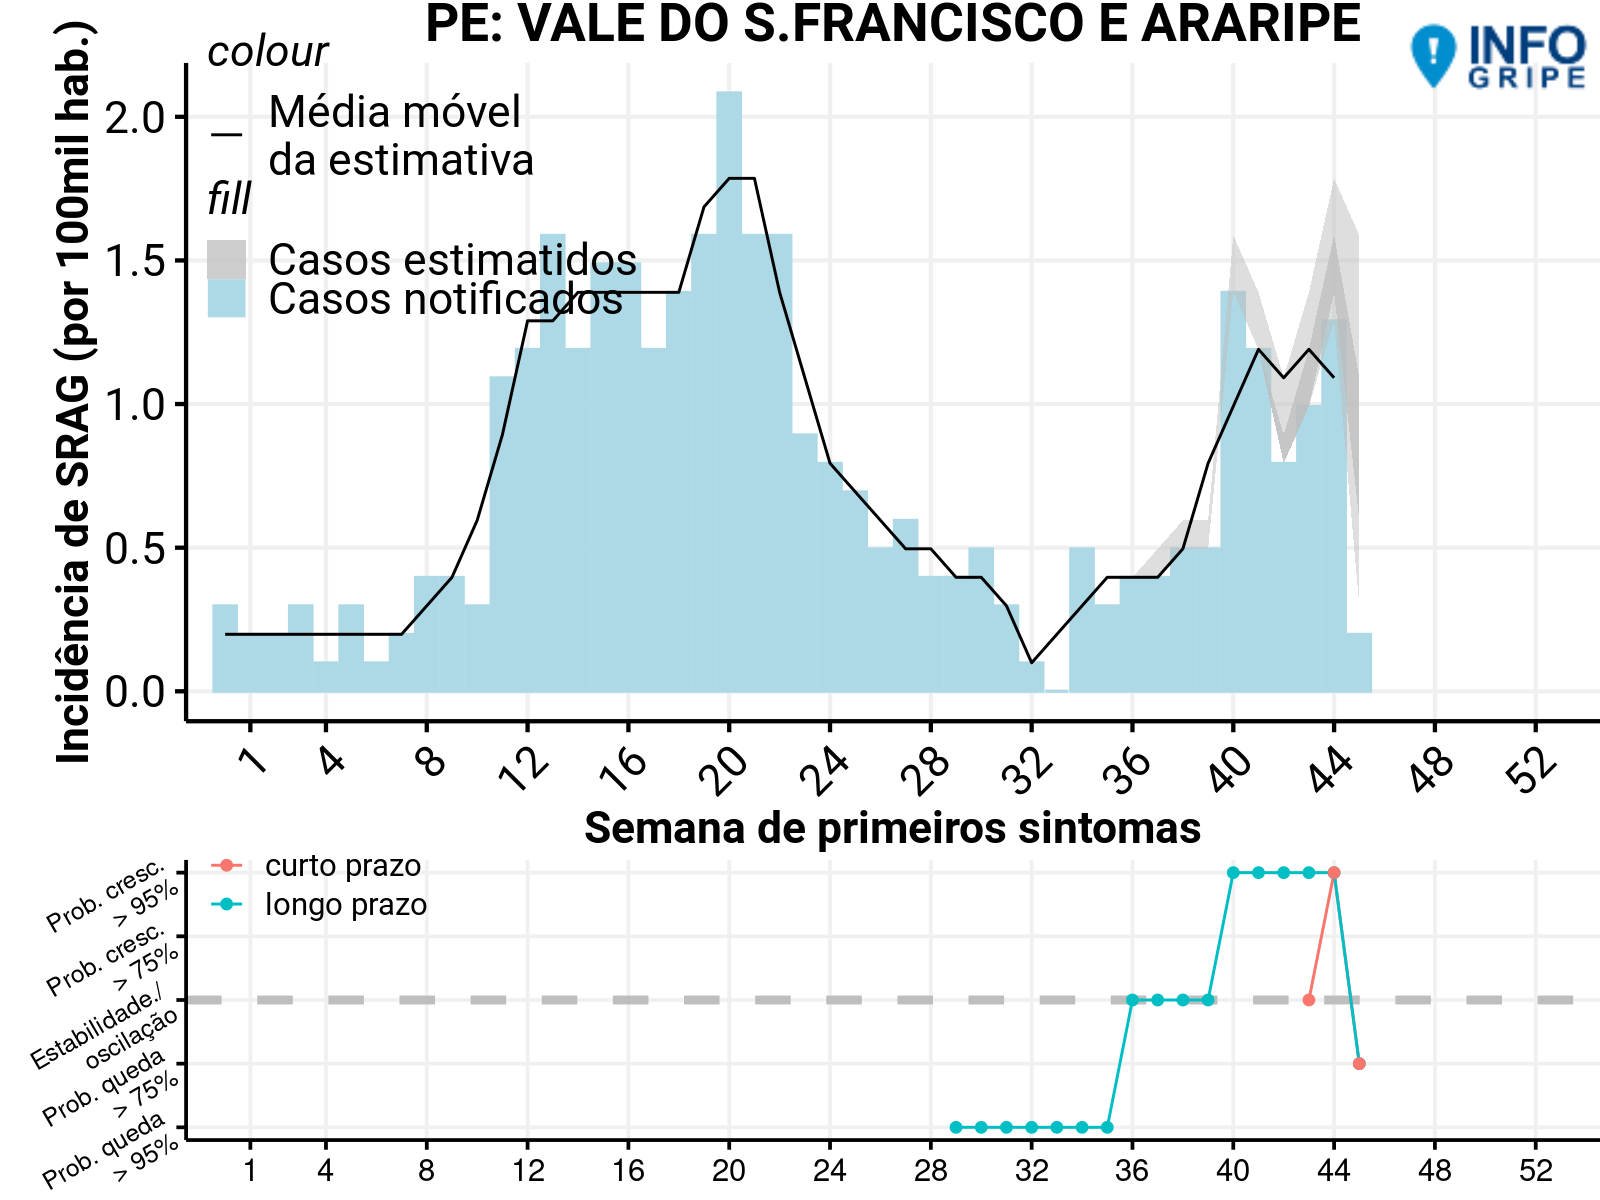 PE: VALE DO S.FRANCISCO E ARARIPE
INFO
GRIPE
Incidência de SRAG (por 100mil hab.)
colour
Média móvel
da estimativa
fill
Casos estimatidos
Casos notificados
2.0
1.5
1.0
0.5
0.0
1 4 8 12 16 20 24 28 32 36 40 44 48 52
Semana de primeiros sintomas
curto prazo
longo prazo
Prob. cresc.
> 95%
Prob. cresc.
> 75%
Estabilidade./
oscilação
Prob. queda
> 75%
Prob. queda
> 95%
1 4 8 12 16 20 24 28 32 36 40 44 48 52